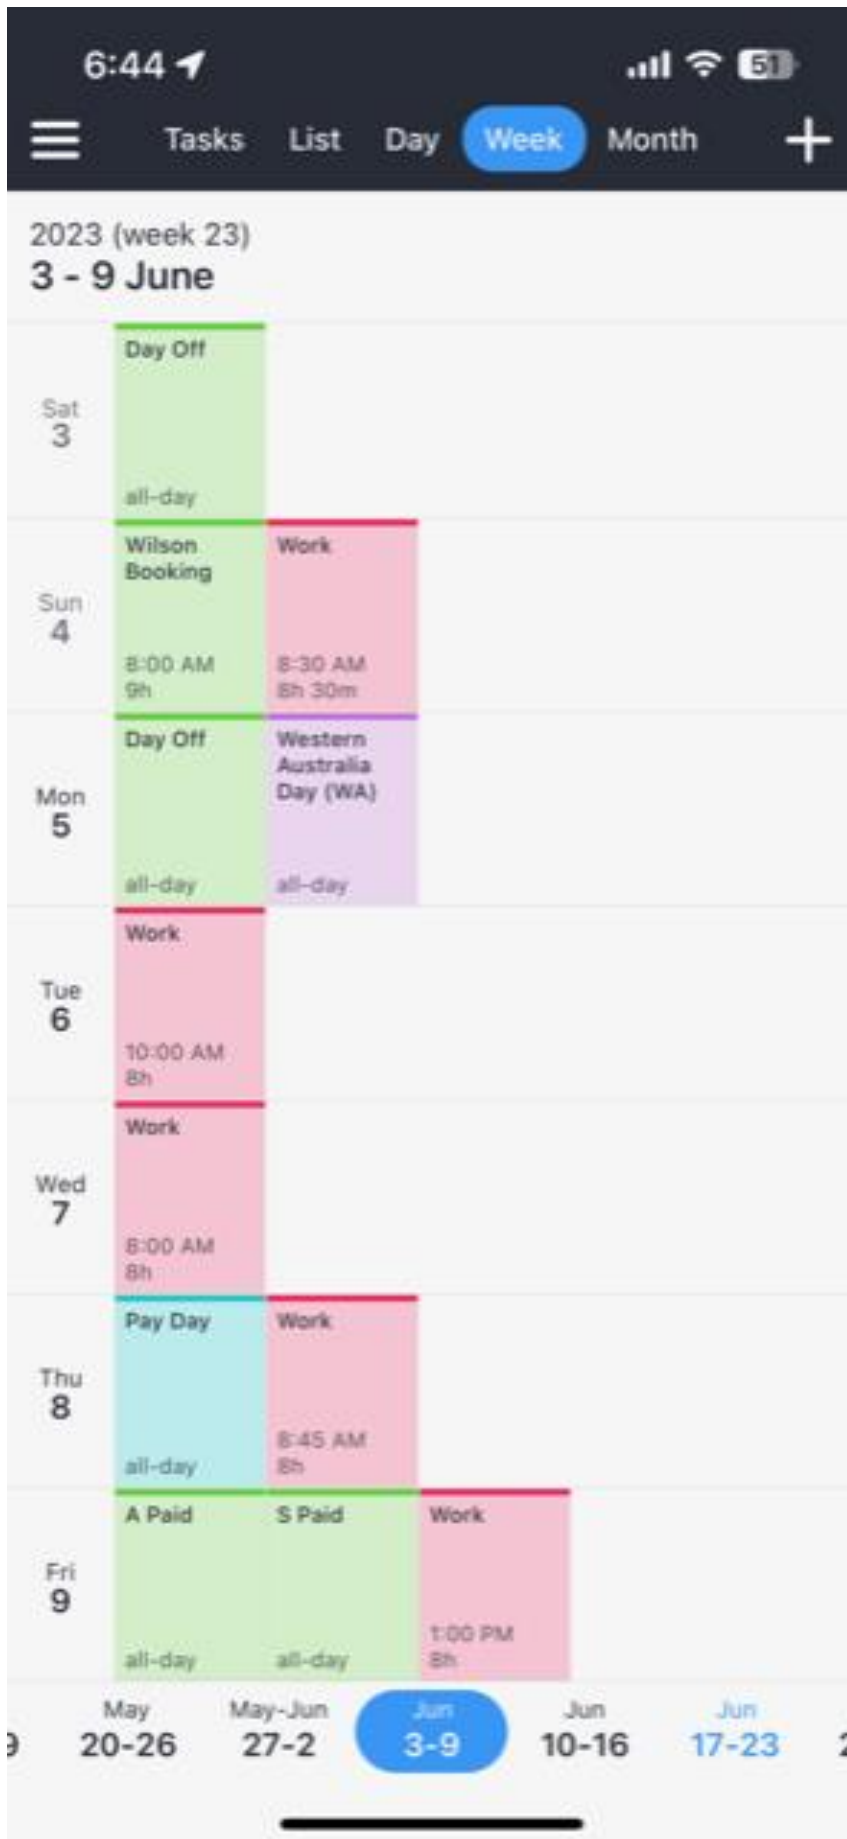 6:44
51
Tasks List Day Week Month
2023 (week 23)
3 - 9 June
Sat
3
Day Off
all-day
Sun
4
Wilson
Booking
8:00 AM
9h
Work
8:30 AM
8h 30m
Mon
5
Day Off
all-day
Western
Australia
Day (WA)
all-day
Tue
6
Work
10:00 AM
8h
Wed
7
Work
8:00 AM
8h
Thu
8
Pay Day
all-day
Work
8:45 AM
8h
Fri
9
A Paid
all-day
S Paid
all-day
Work
1:00 PM
8h
May
20-26
May-Jun
27-2
Jun
3-9
Jun
10-16
Jun
17-23